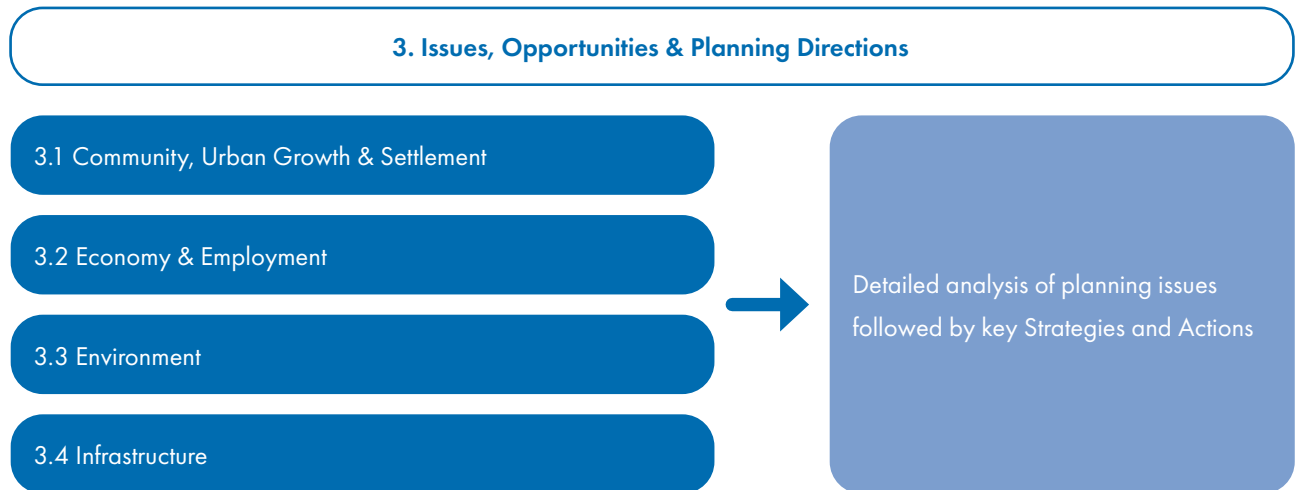 3. Issues, Opportunities & Planning Directions
3.1 Community, Urban Growth & Settlement
3.2 Economy & Employment
3.3 Environment
3.4 Infrastructure
Detailed analysis of planning issues
followed by key Strategies and Actions